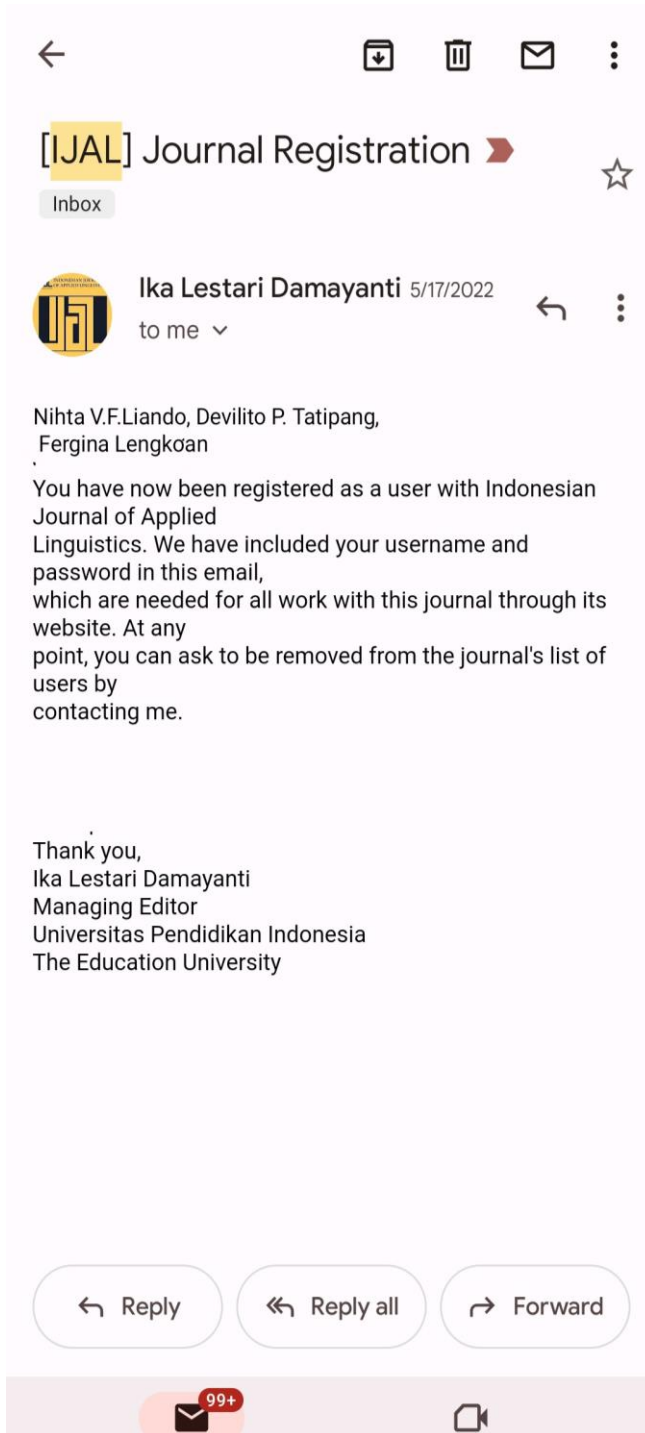 [IJAL] Journal Registration
Inbox
Ika Lestari Damayanti 5/17/2022
to me
Nihta V.F.Liando, Devilito P. Tatipang,
Fergina Lengkoan
You have now been registered as a user with Indonesian
Journal of Applied
Linguistics. We have included your username and
password in this email,
which are needed for all work with this journal through its
website. At any
point, you can ask to be removed from the journal's list of
users by
contacting me.
Thank you,
Ika Lestari Damayanti
Managing Editor
Universitas Pendidikan Indonesia
The Education University
Reply
Reply all
Forward
99+